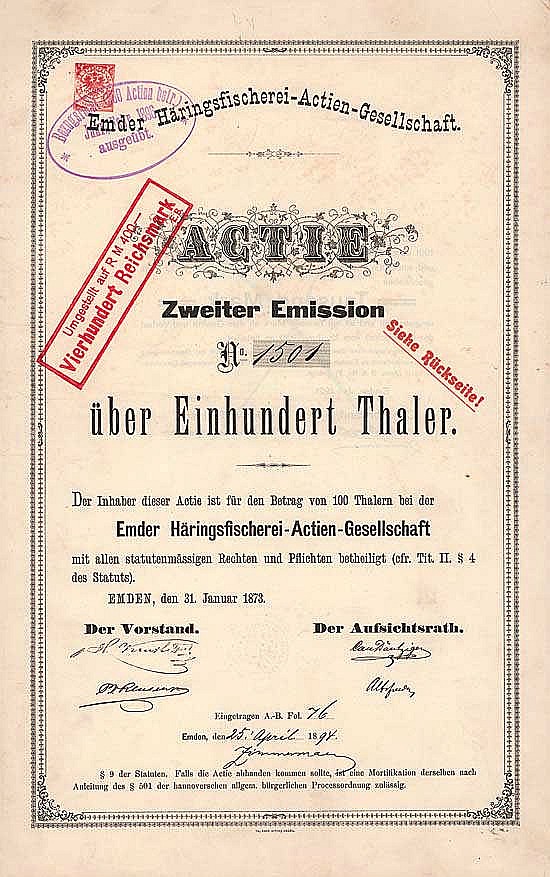 Emder Häringsfischerei-Actien-Gesellschaft.
ausgeübt.
ACTIE
Umgestellt auf R M 400.—
Vierhundert Reichsmark
Zweiter Emission
No. 1501
Siehe Rückseite!
über Einhundert Thaler.
Der Inhaber dieser Actie ist für den Betrag von 100 Thalern bei der
Emder Häringsfischerei-Actien-Gesellschaft
mit allen statutenmässigen Rechten und Pflichten betheiligt (cfr. Tit. II. § 4
des Statuts).
EMDEN, den 31. Januar 1873.
Der Vorstand. Der Aufsichtsrath.
Eingetragen A.-B. Fol. 76
Emden, den 25. April 1894.
Zimmerman
§ 9 der Statuten. Falls die Actie abhanden kommen sollte, ist eine Mortifikation derselben nach
Anleitung des § 501 der hannoverschen allgem. bürgerlichen Processordnung zulässig.